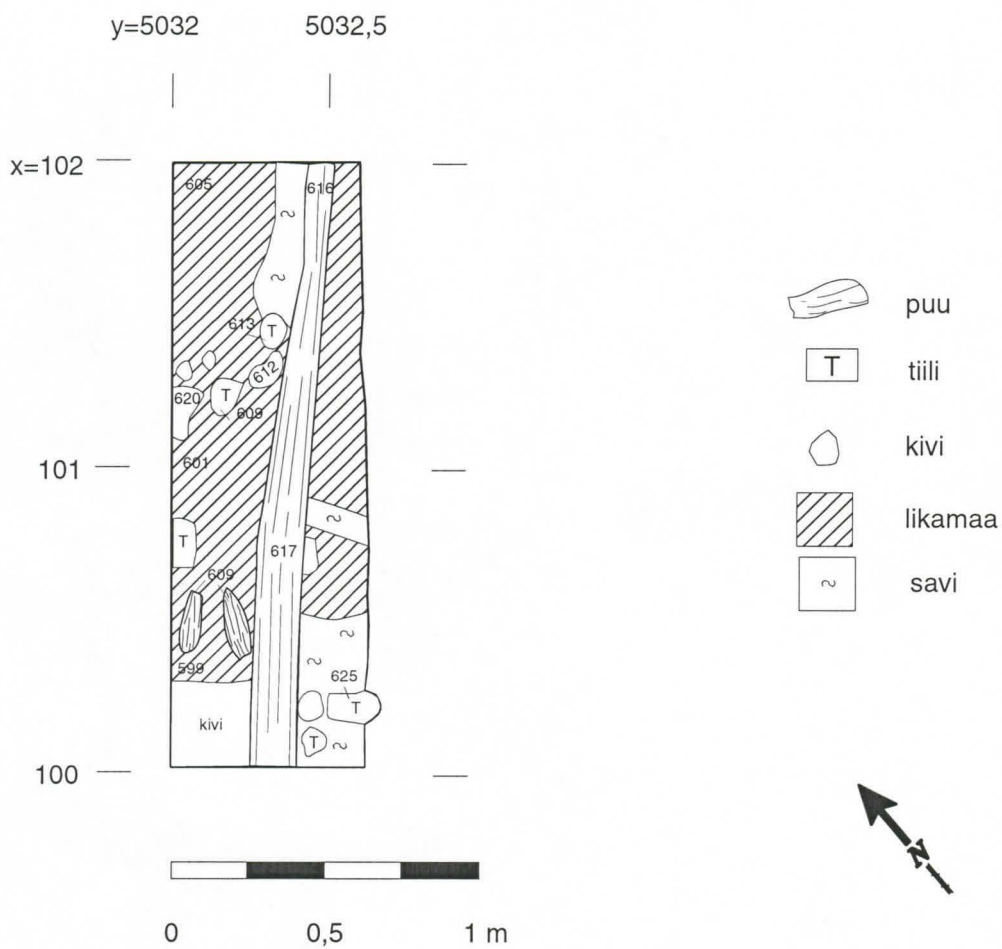 y=5032 5032,5
x=102
605
616
~
~
613
T
612
620
T
609
101
601
~
T
617
609
~
599
~
625
T
kivi
T
~
100
puu
T
tiili
kivi
likamaa
~
savi
N
0 0,5 1 m